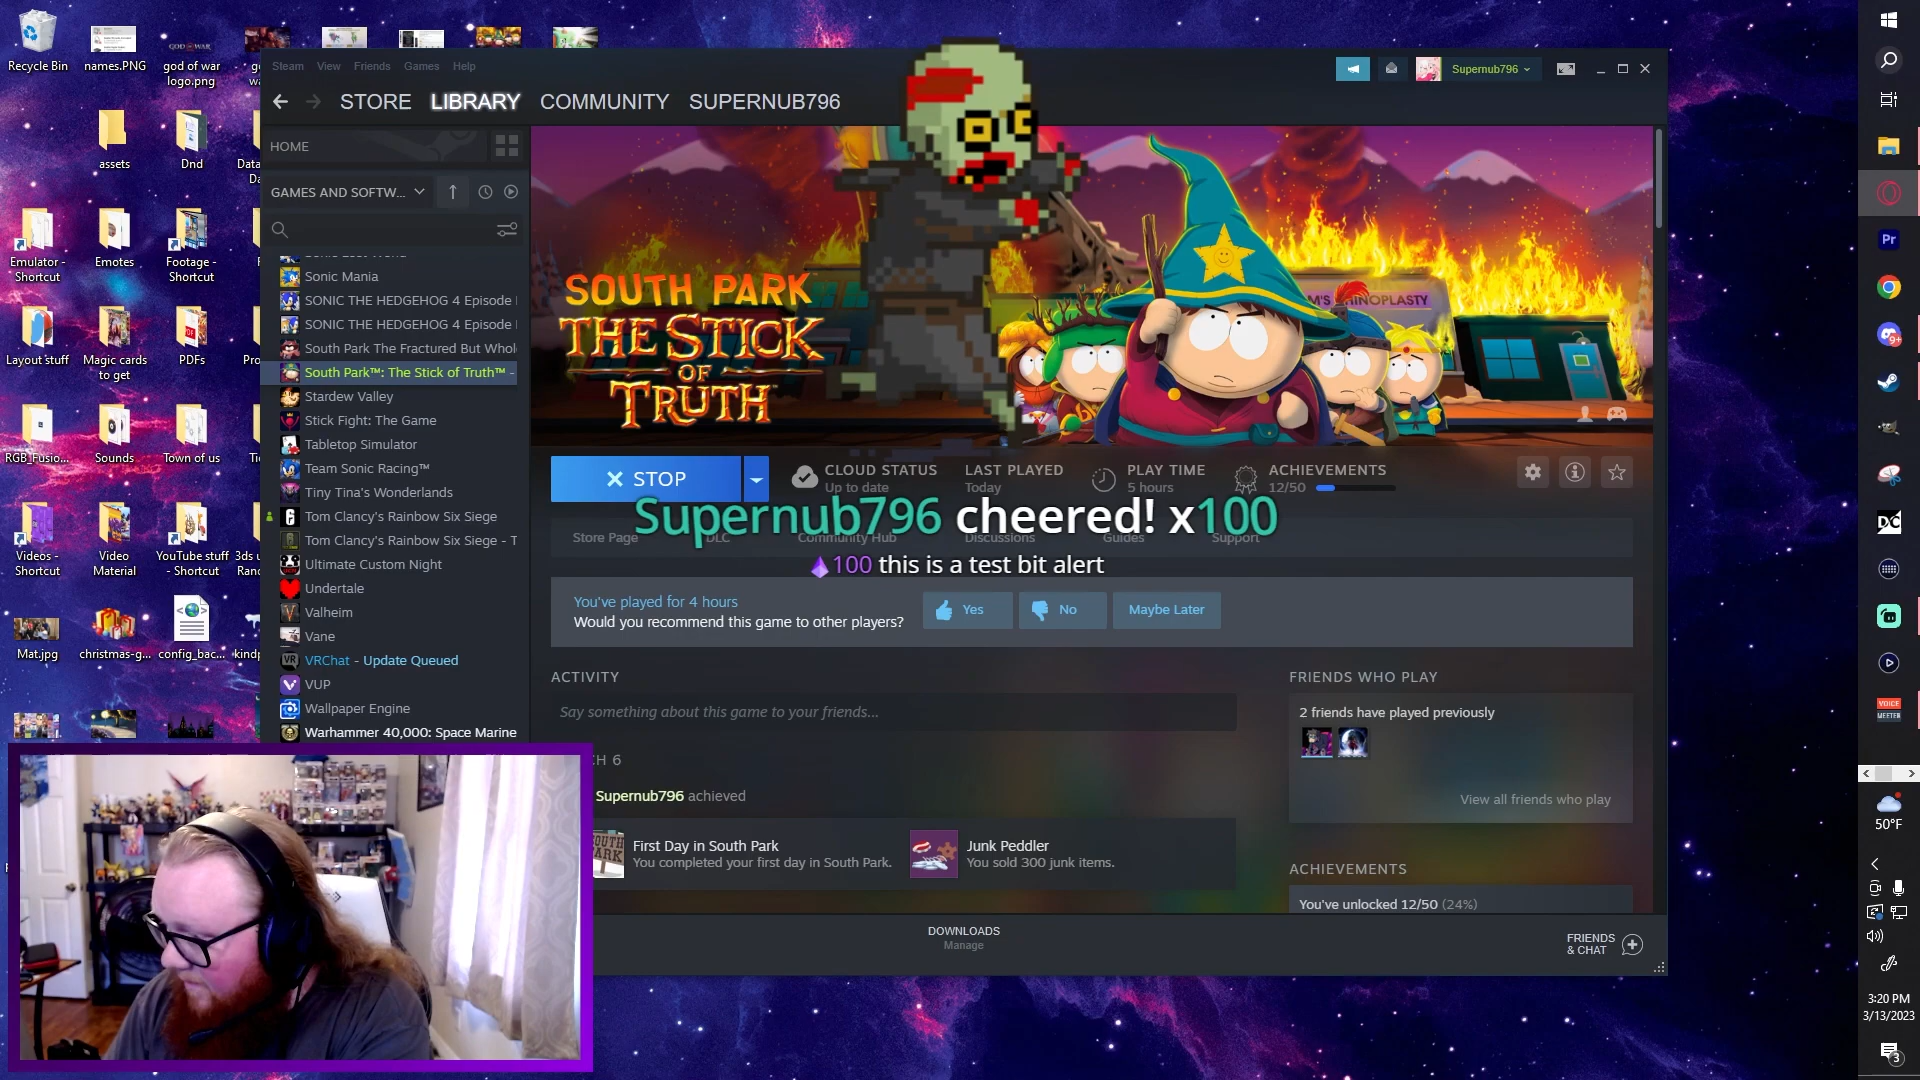 Recycle Bin
names.PNG
god of war
logo.png
Steam View Friends Games Help
Supernub796
STORE LIBRARY COMMUNITY SUPERNUB796
assets
Dnd
HOME
GAMES AND SOFTW...
Emulator -
Shortcut
Emotes
Footage -
Shortcut
Sonic Mania
SONIC THE HEDGEHOG 4 Episode
SONIC THE HEDGEHOG 4 Episode
South Park The Fractured But Whol
South Park™: The Stick of Truth™ -
Stardew Valley
Stick Fight: The Game
Tabletop Simulator
Team Sonic Racing™
Tiny Tina's Wonderlands
Tom Clancy's Rainbow Six Siege
Tom Clancy's Rainbow Six Siege - T
Ultimate Custom Night
Undertale
Valheim
Vane
VRChat - Update Queued
VUP
Wallpaper Engine
Warhammer 40,000: Space Marine
Layout stuff
Magic cards
to get
PDFs
RGB_Fusio...
Sounds
Town of us
Videos -
Shortcut
Video
Material
YouTube stuff
- Shortcut
Mat.jpg
christmas-g...
config_bac...
SOUTH PARK
THE STICK
OF
TRUTH
RHINOPLASTY
STOP
CLOUD STATUS
Up to date
LAST PLAYED
Today
PLAY TIME
5 hours
ACHIEVEMENTS
12/50
Supernub796 cheered! x100
Store Page DLC Community Hub Discussions Guides Support
100 this is a test bit alert
You've played for 4 hours
Would you recommend this game to other players?
Yes
No
Maybe Later
ACTIVITY
Say something about this game to your friends...
CH 6
Supernub796 achieved
First Day in South Park
You completed your first day in South Park.
Junk Peddler
You sold 300 junk items.
FRIENDS WHO PLAY
2 friends have played previously
View all friends who play
ACHIEVEMENTS
You've unlocked 12/50 (24%)
DOWNLOADS
Manage
FRIENDS
& CHAT
Pr
9+
DC
VOICE
MEETER
50°F
3:20 PM
3/13/2023
3